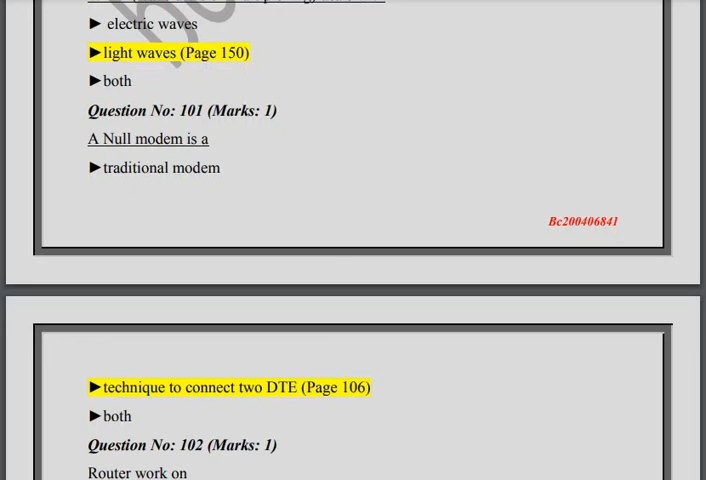 ► electric waves
►light waves (Page 150)
►both
Question No: 101 (Marks: 1)
A Null modem is a
►traditional modem
Bc200406841
►technique to connect two DTE (Page 106)
►both
Question No: 102 (Marks: 1)
Router work on